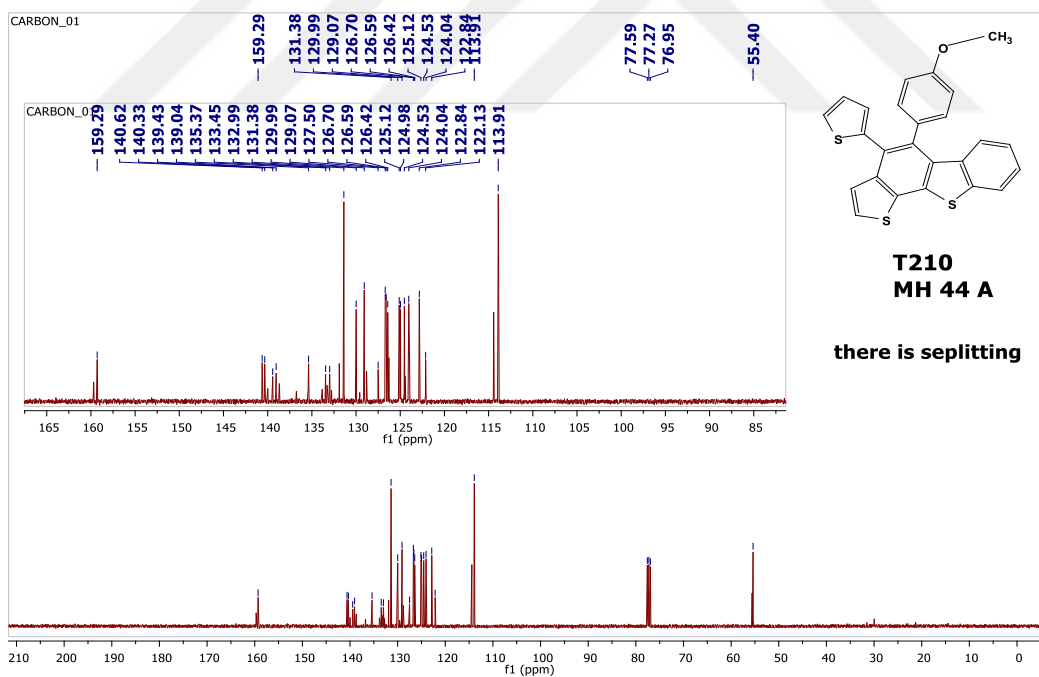 CARBON_01
159.29 131.38 129.99 129.07 126.70 126.59 126.42 125.12 124.53 124.04 122.84 113.91 77.59 77.27 76.95 55.40
CARBON_01
159.29 140.62 140.33 139.43 139.04 135.37 133.45 132.99 131.38 129.99 129.07 127.50 126.70 126.59 126.42 125.12 124.98 124.53 124.04 122.84 122.13 113.91
165 160 155 150 145 140 135 130 125 120 115 110 105 100 95 90 85
f1 (ppm)
O
CH3
S
S
S
T210
MH 44 A
there is seplitting
210 200 190 180 170 160 150 140 130 120 110 100 90 80 70 60 50 40 30 20 10 0
f1 (ppm)